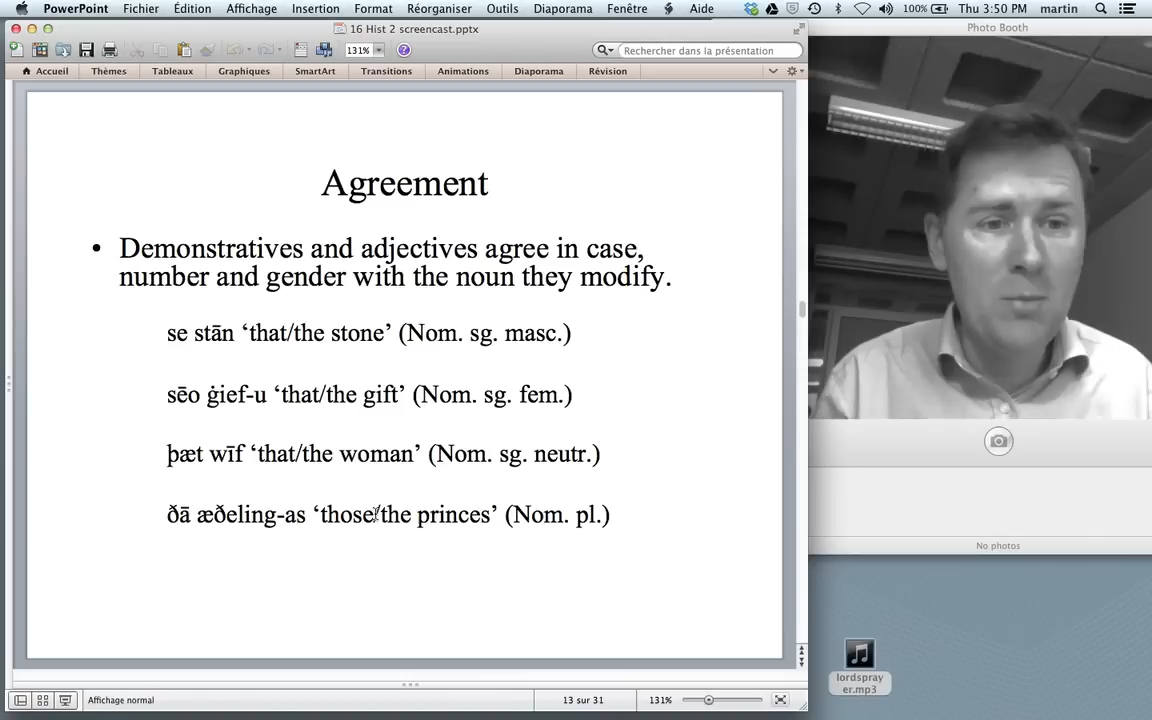 PowerPoint Fichier Édition Affichage Insertion Format Réorganiser Outils Diaporama Fenêtre Aide 100% Thu 3:50 PM martin
16 Hist 2 screencast.pptx
Photo Booth
131% Rechercher dans la présentation
Accueil Thèmes Tableaux Graphiques SmartArt Transitions Animations Diaporama Révision
Agreement
• Demonstratives and adjectives agree in case,
number and gender with the noun they modify.
se stān ‘that/the stone’ (Nom. sg. masc.)
sēo ġief-u ‘that/the gift’ (Nom. sg. fem.)
þæt wīf ‘that/the woman’ (Nom. sg. neutr.)
ðā æðeling-as ‘those/the princes’ (Nom. pl.)
No photos
lordspray
er.mp3
Affichage normal 13 sur 31 131%